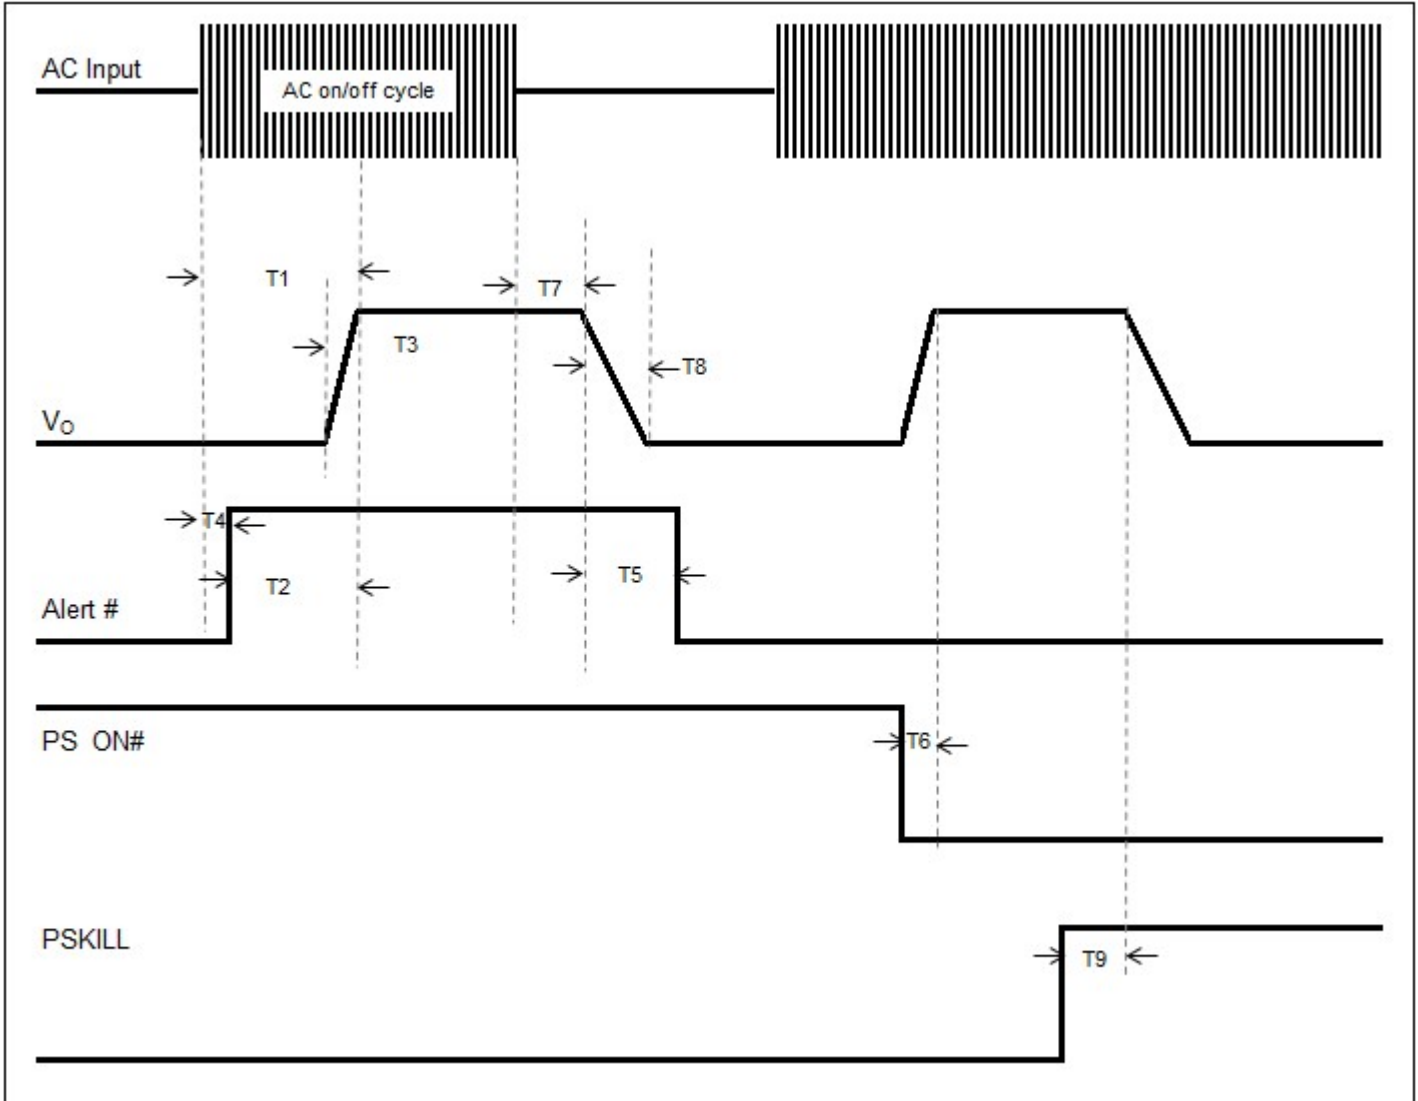 AC Input
AC on/off cycle
T1
T7
T3
T8
VO
T4
T2
T5
Alert #
PS ON#
T6
PSKILL
T9